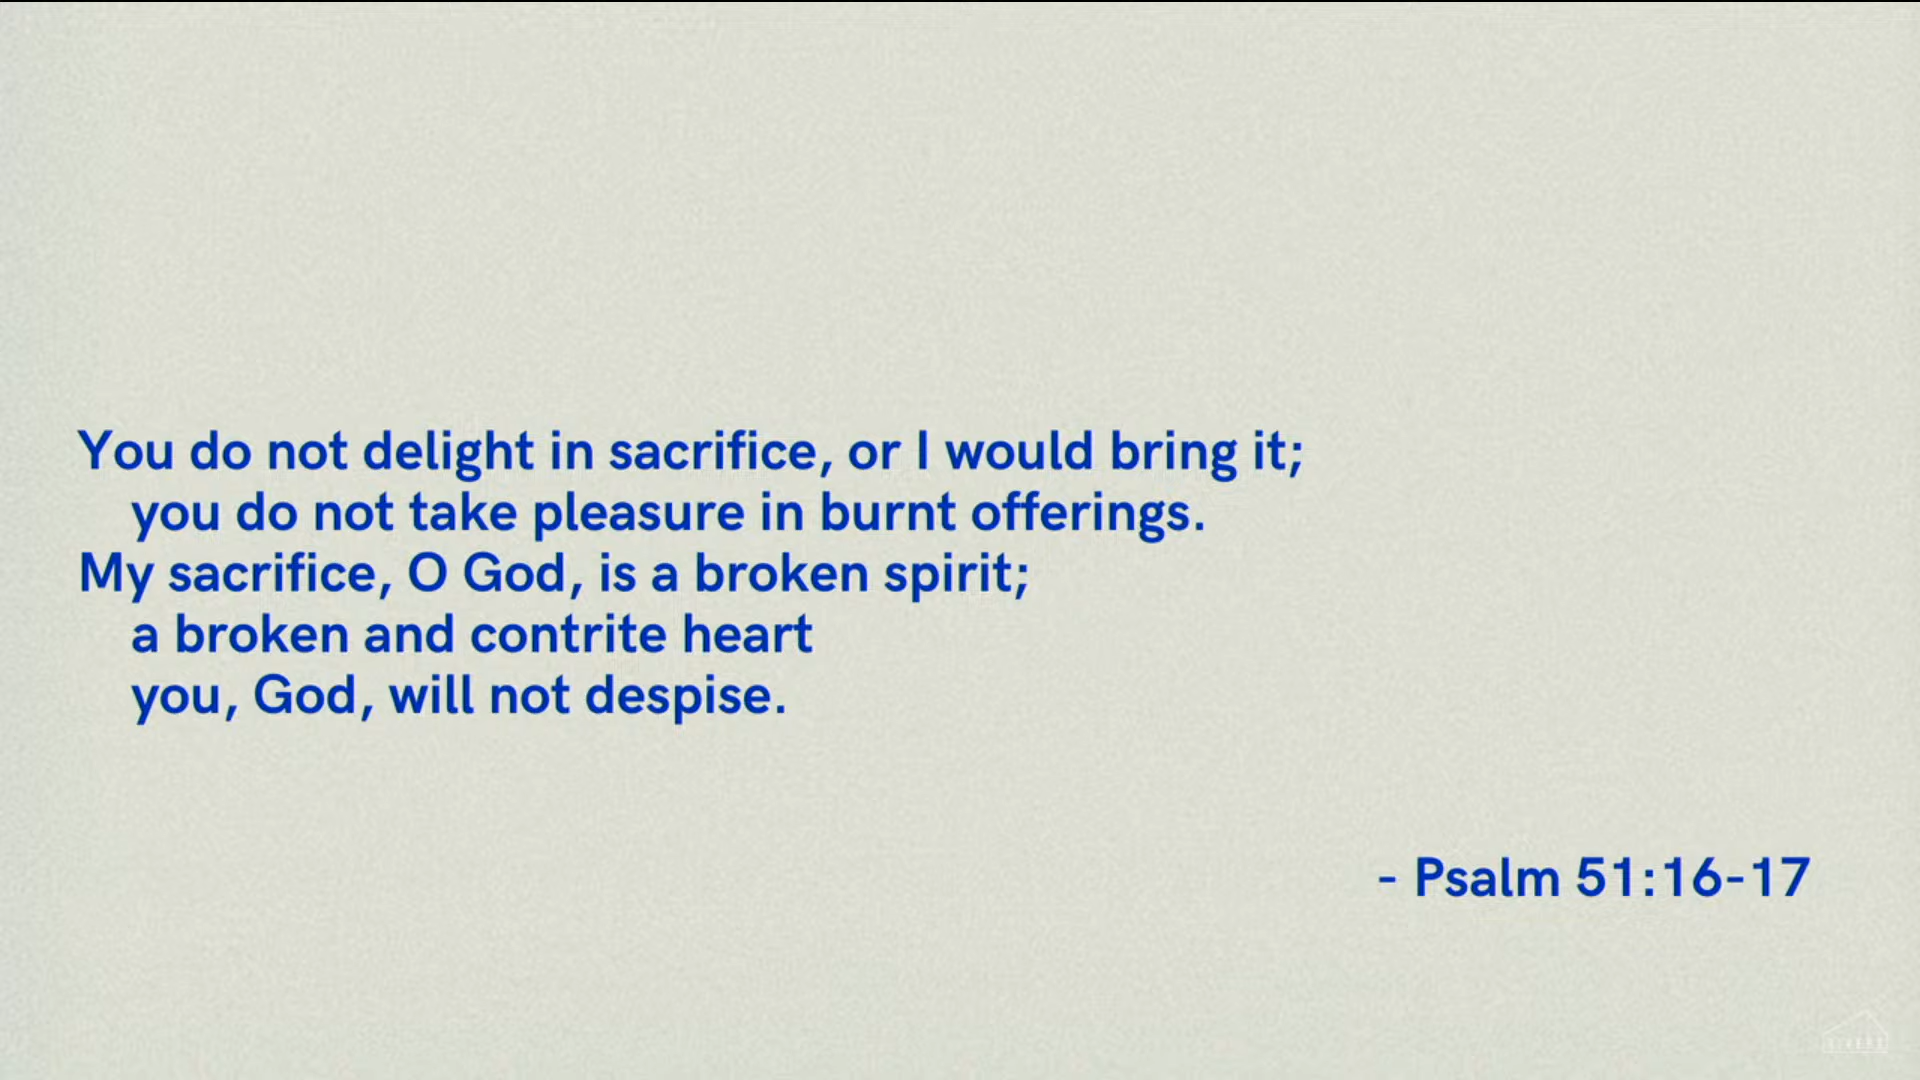 You do not delight in sacrifice, or I would bring it;
you do not take pleasure in burnt offerings.
My sacrifice, O God, is a broken spirit;
a broken and contrite heart
you, God, will not despise.
- Psalm 51:16-17